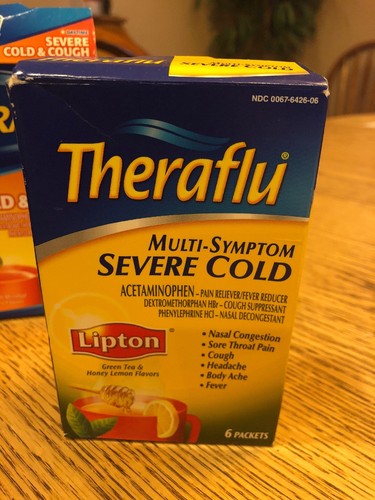 SEVERE
COLD & COUGH
NDC 0067-6426-06
Theraflu®
MULTI-SYMPTOM
SEVERE COLD
ACETAMINOPHEN – PAIN RELIEVER/FEVER REDUCER
DEXTROMETHORPHAN HBr – COUGH SUPPRESSANT
PHENYLEPHRINE HCl – NASAL DECONGESTANT
Lipton®
Green Tea &
Honey Lemon Flavors
• Nasal Congestion
• Sore Throat Pain
• Cough
• Headache
• Body Ache
• Fever
6 PACKETS